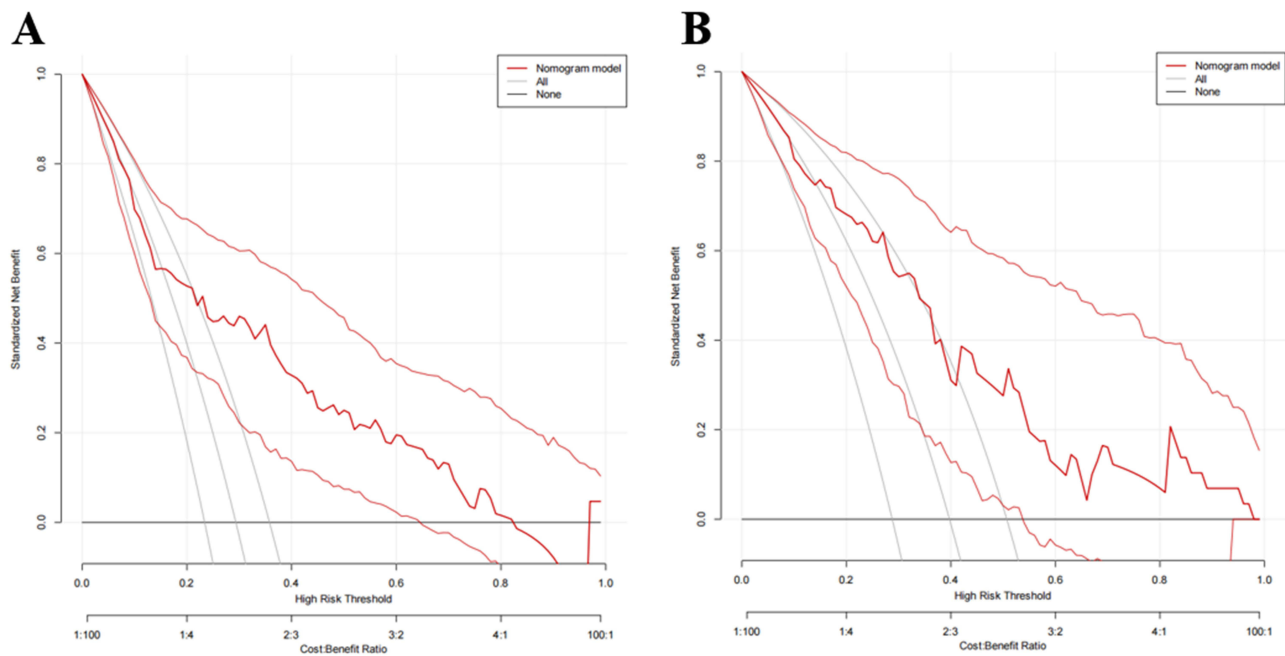 A
Nomogram model
All
None
1.0
0.8
0.6
0.4
0.2
0.0
Standardized Net Benefit
0.0 0.2 0.4 0.6 0.8 1.0
High Risk Threshold
1:100 1:4 2:3 3:2 4:1 100:1
Cost:Benefit Ratio
B
Nomogram model
All
None
1.0
0.8
0.6
0.4
0.2
0.0
Standardized Net Benefit
0.0 0.2 0.4 0.6 0.8 1.0
High Risk Threshold
1:100 1:4 2:3 3:2 4:1 100:1
Cost:Benefit Ratio